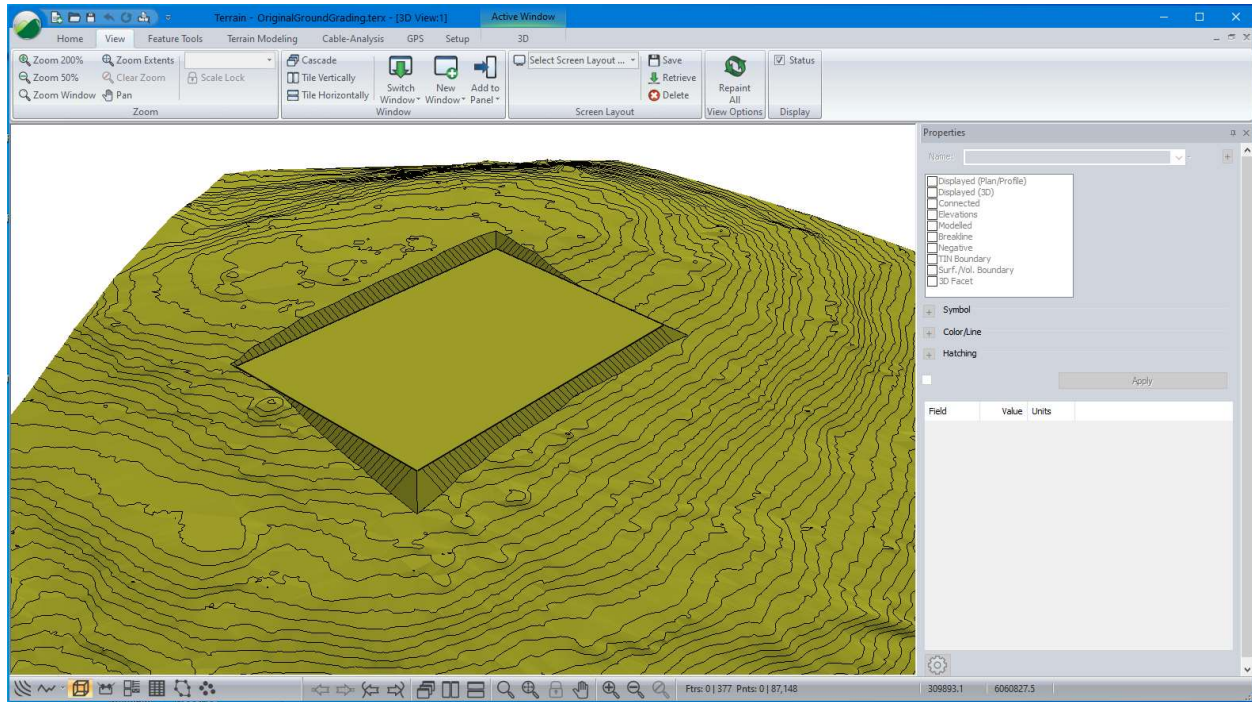 Terrain - OriginalGroundGrading.terx - [3D View:1]
Active Window
Home View Feature Tools Terrain Modeling Cable-Analysis GPS Setup 3D
Zoom 200% Zoom Extents Cascade Select Screen Layout ... Save Status
Tile Vertically Retrieve
Zoom 50% Clear Zoom Scale Lock Switch Window New Window Add to Panel Repaint All
Zoom Window Pan Tile Horizontally Delete
Zoom Window Screen Layout View Options Display
Properties
Name:
Displayed (Plan/Profile)
Displayed (3D)
Connected
Elevations
Modelled
Breakline
Negative
TIN Boundary
Surf./Vol. Boundary
3D Facet
Symbol
Color/Line
Hatching
Apply
Field Value Units
Ftrs: 0 | 377 Pnts: 0 | 87,148 309893.1 6060827.5